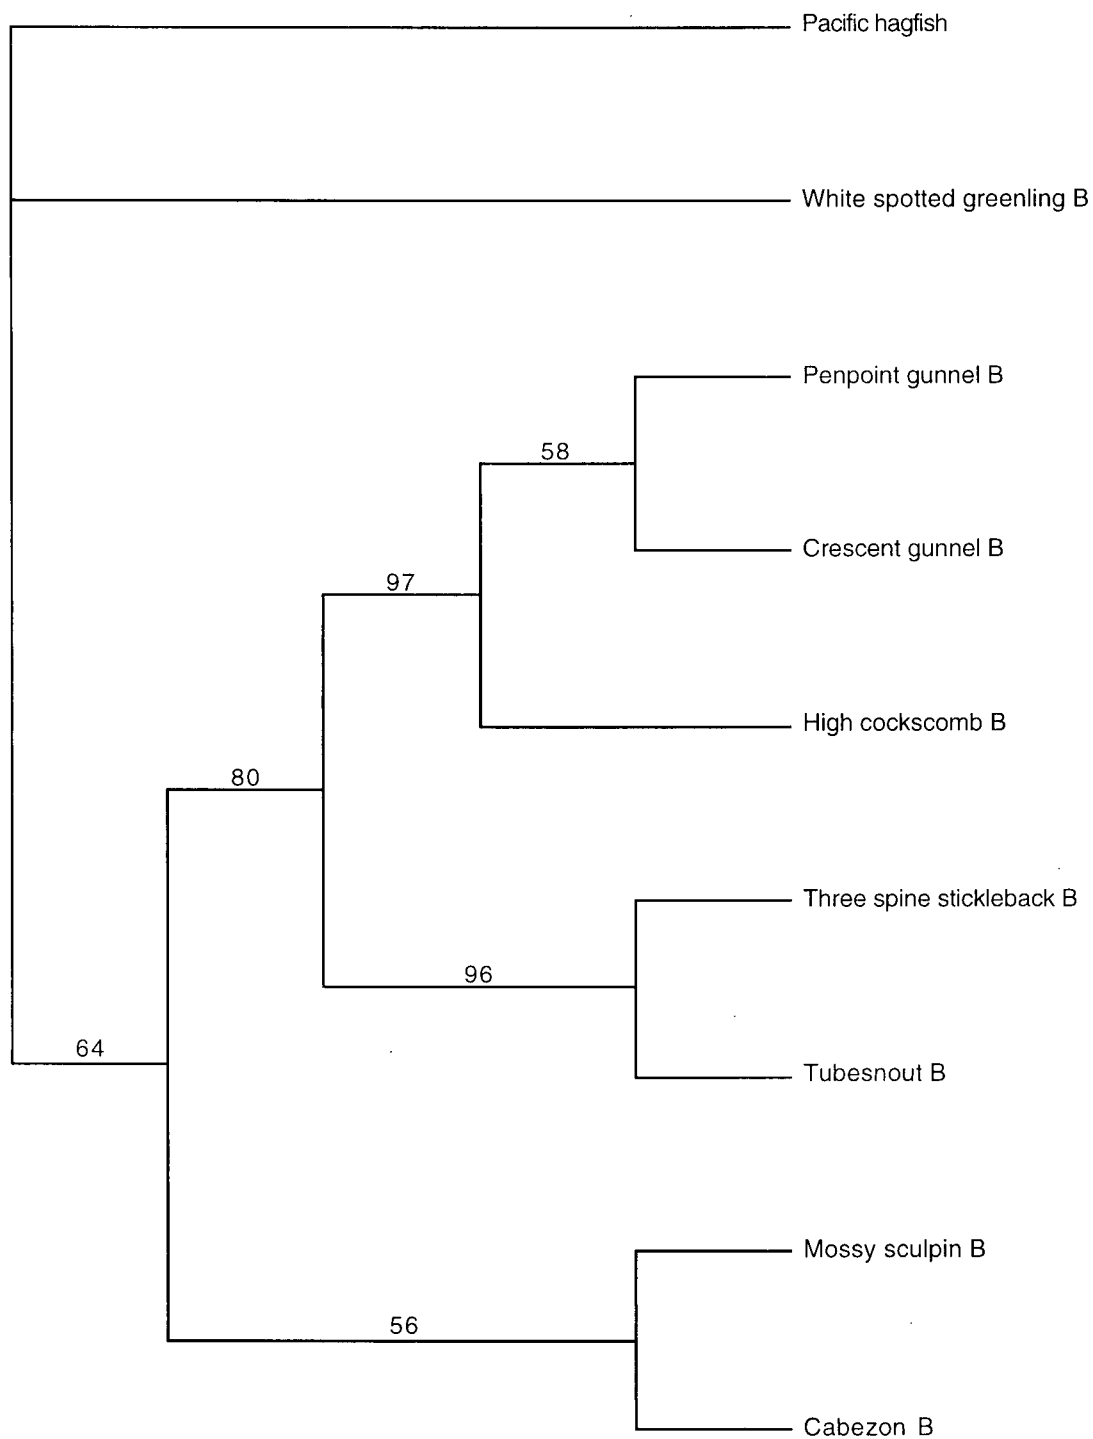 Pacific hagfish
White spotted greenling B
Penpoint gunnel B
58
Crescent gunnel B
97
High cockscomb B
80
Three spine stickleback B
96
Tubesnout B
64
Mossy sculpin B
56
Cabezon B